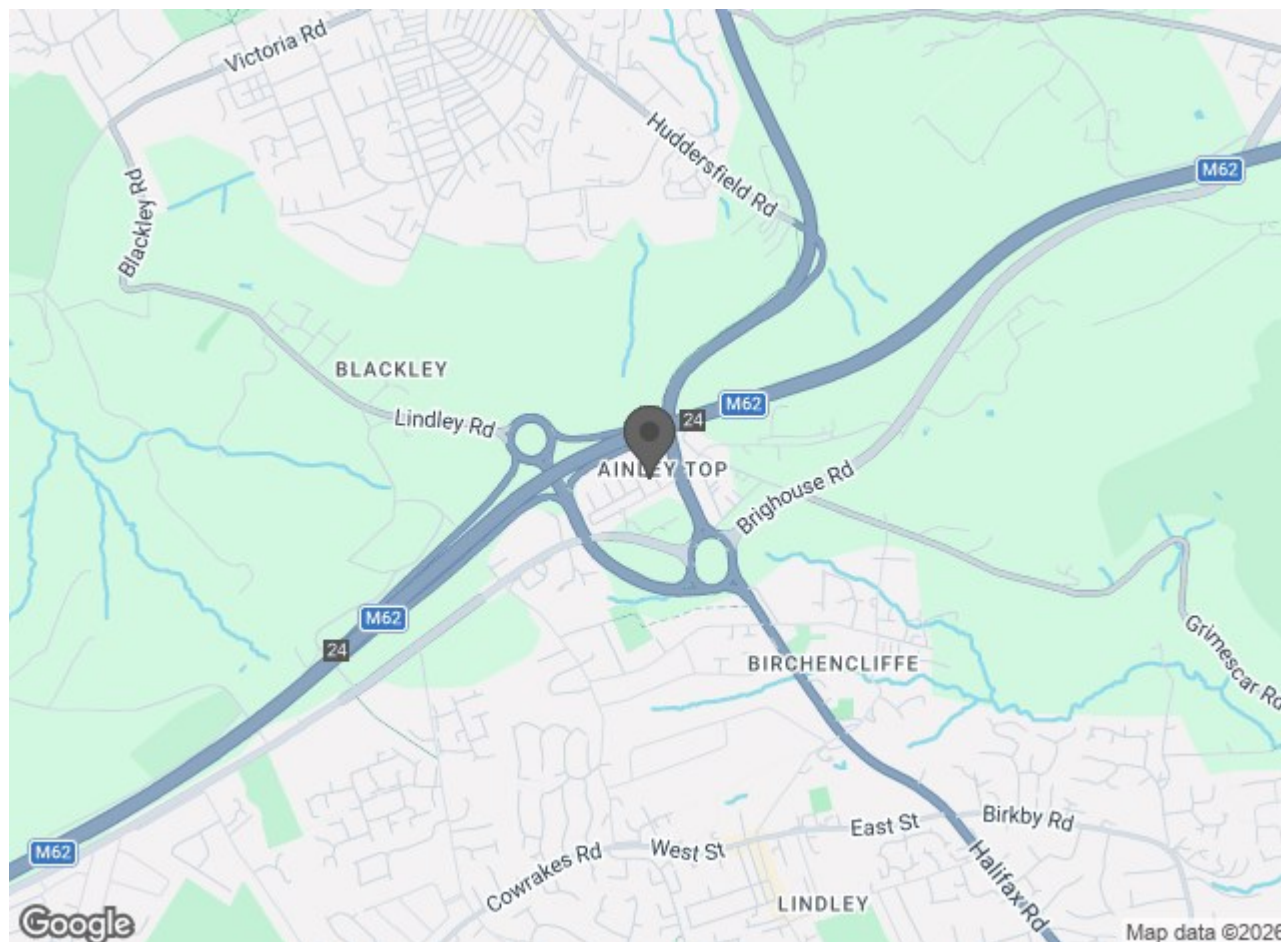 Victoria Rd
Huddersfield Rd
M62
Blackley Rd
BLACKLEY
M62
24
Lindley Rd
AINLEY TOP
Brighouse Rd
M62
24
BIRCHENCLIFFE
Grimescar Rd
Birkby Rd
East St
West St
M62
Cowrakes Rd
Halifax Rd
LINDLEY
Google
Map data ©2026